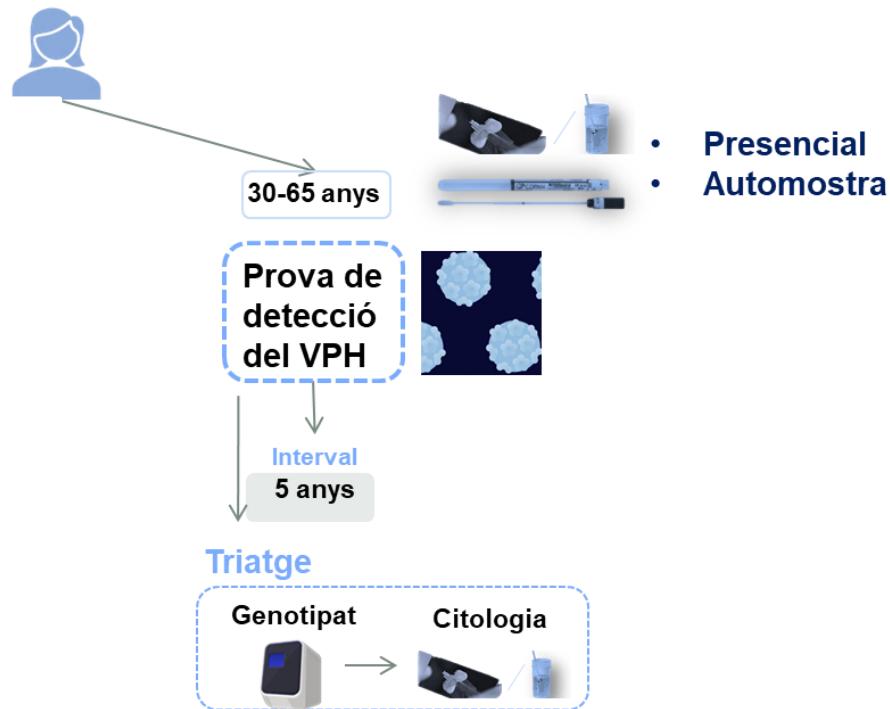 • Presencial
30-65 anys
• Automostra
Prova de
detecció
del VPH
Interval
5 anys
Triatge
Genotipat
Citologia